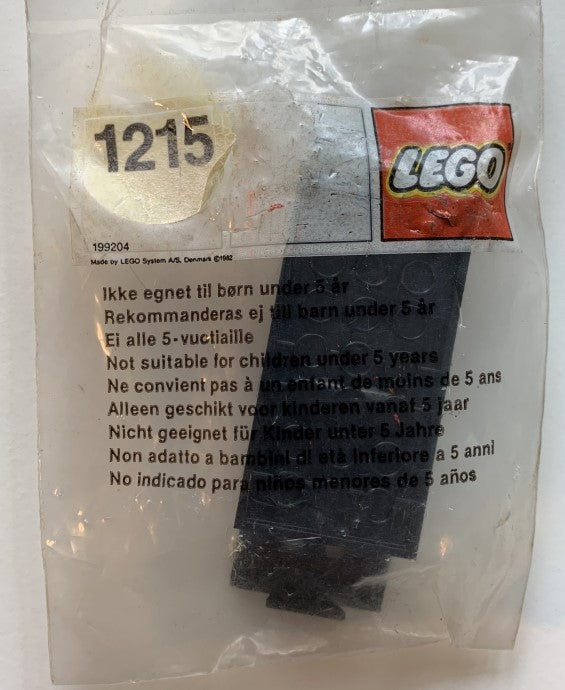 1215
LEGO
199204
Made by LEGO System A/S, Denmark ©1982
Ikke egnet til børn under 5 år
Rekommanderas ej till barn under 5 år
Ei alle 5-vuotiaille
Not suitable for children under 5 years
Ne convient pas à un enfant de moins de 5 ans
Alleen geschikt voor kinderen vanaf 5 jaar
Nicht geeignet für Kinder unter 5 Jahre
Non adatto a bambini di età inferiore a 5 anni
No indicado para niños menores de 5 años